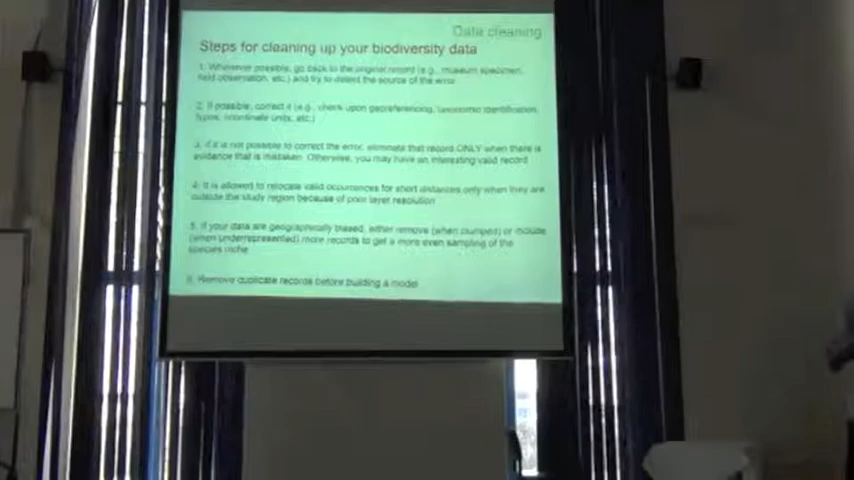 Data cleaning
Steps for cleaning up your biodiversity data
1. Whenever possible, go back to the original record (e.g., museum specimen,
field observation, etc.) and try to detect the source of the error
2. If possible, correct it (e.g., check upon georeferencing, taxonomic identification,
typos, coordinate units, etc.)
3. If it is not possible to correct the error, eliminate that record ONLY when there is
evidence that is mistaken. Otherwise, you may have an interesting valid record
4. It is allowed to relocate valid occurrences for short distances only when they are
outside the study region because of poor layer resolution
5. If your data are geographically biased, either remove (when clumped) or include
(when underrepresented) more records to get a more even sampling of the
species niche
6. Remove duplicate records before building a model